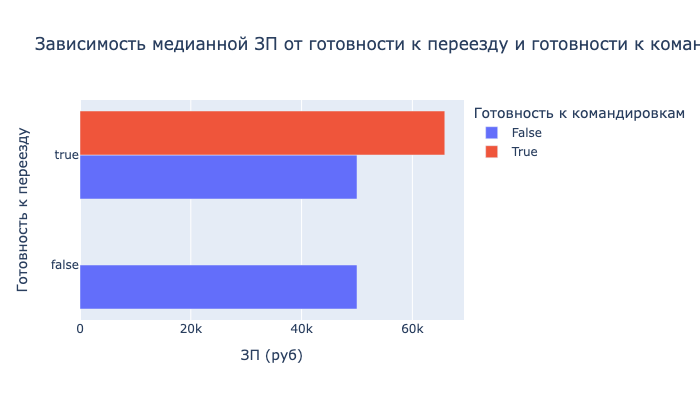 Зависимость медианной ЗП от готовности к переезду и готовности к
Готовность к переезду
true
false
0
20k
40k
60k
ЗП (руб)
Готовность к командировкам
False
True